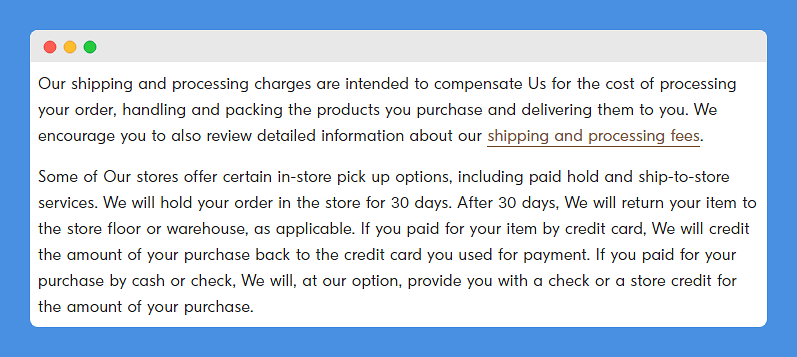 Our shipping and processing charges are intended to compensate Us for the cost of processing
your order, handling and packing the products you purchase and delivering them to you. We
encourage you to also review detailed information about our shipping and processing fees.
Some of Our stores offer certain in-store pick up options, including paid hold and ship-to-store
services. We will hold your order in the store for 30 days. After 30 days, We will return your item to
the store floor or warehouse, as applicable. If you paid for your item by credit card, We will credit
the amount of your purchase back to the credit card you used for payment. If you paid for your
purchase by cash or check, We will, at our option, provide you with a check or a store credit for
the amount of your purchase.